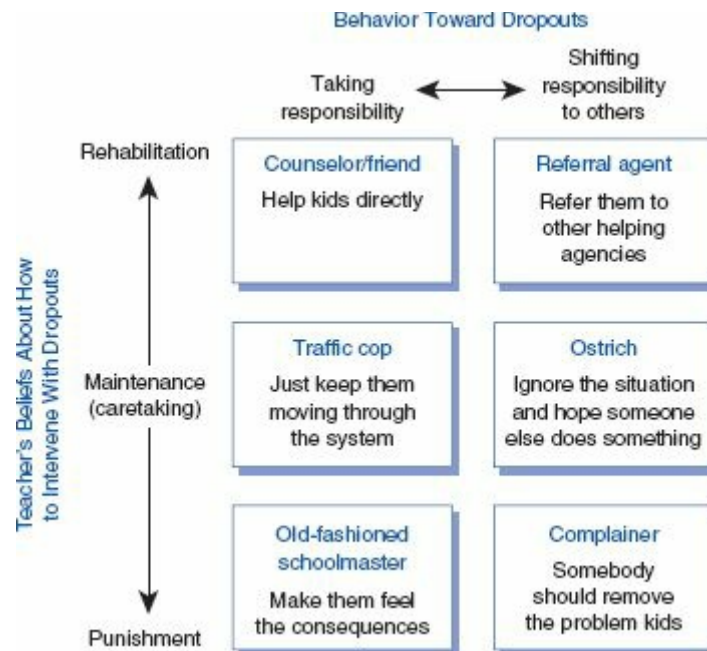 Behavior Toward Dropouts
Taking
responsibility
Shifting
responsibility
to others
Teacher's Beliefs About How
to Intervene With Dropouts
Rehabilitation
Counselor/friend
Help kids directly
Referral agent
Refer them to
other helping
agencies
Maintenance
(caretaking)
Traffic cop
Just keep them
moving through
the system
Ostrich
Ignore the situation
and hope someone
else does something
Punishment
Old-fashioned
schoolmaster
Make them feel
the consequences
Complainer
Somebody
should remove
the problem kids